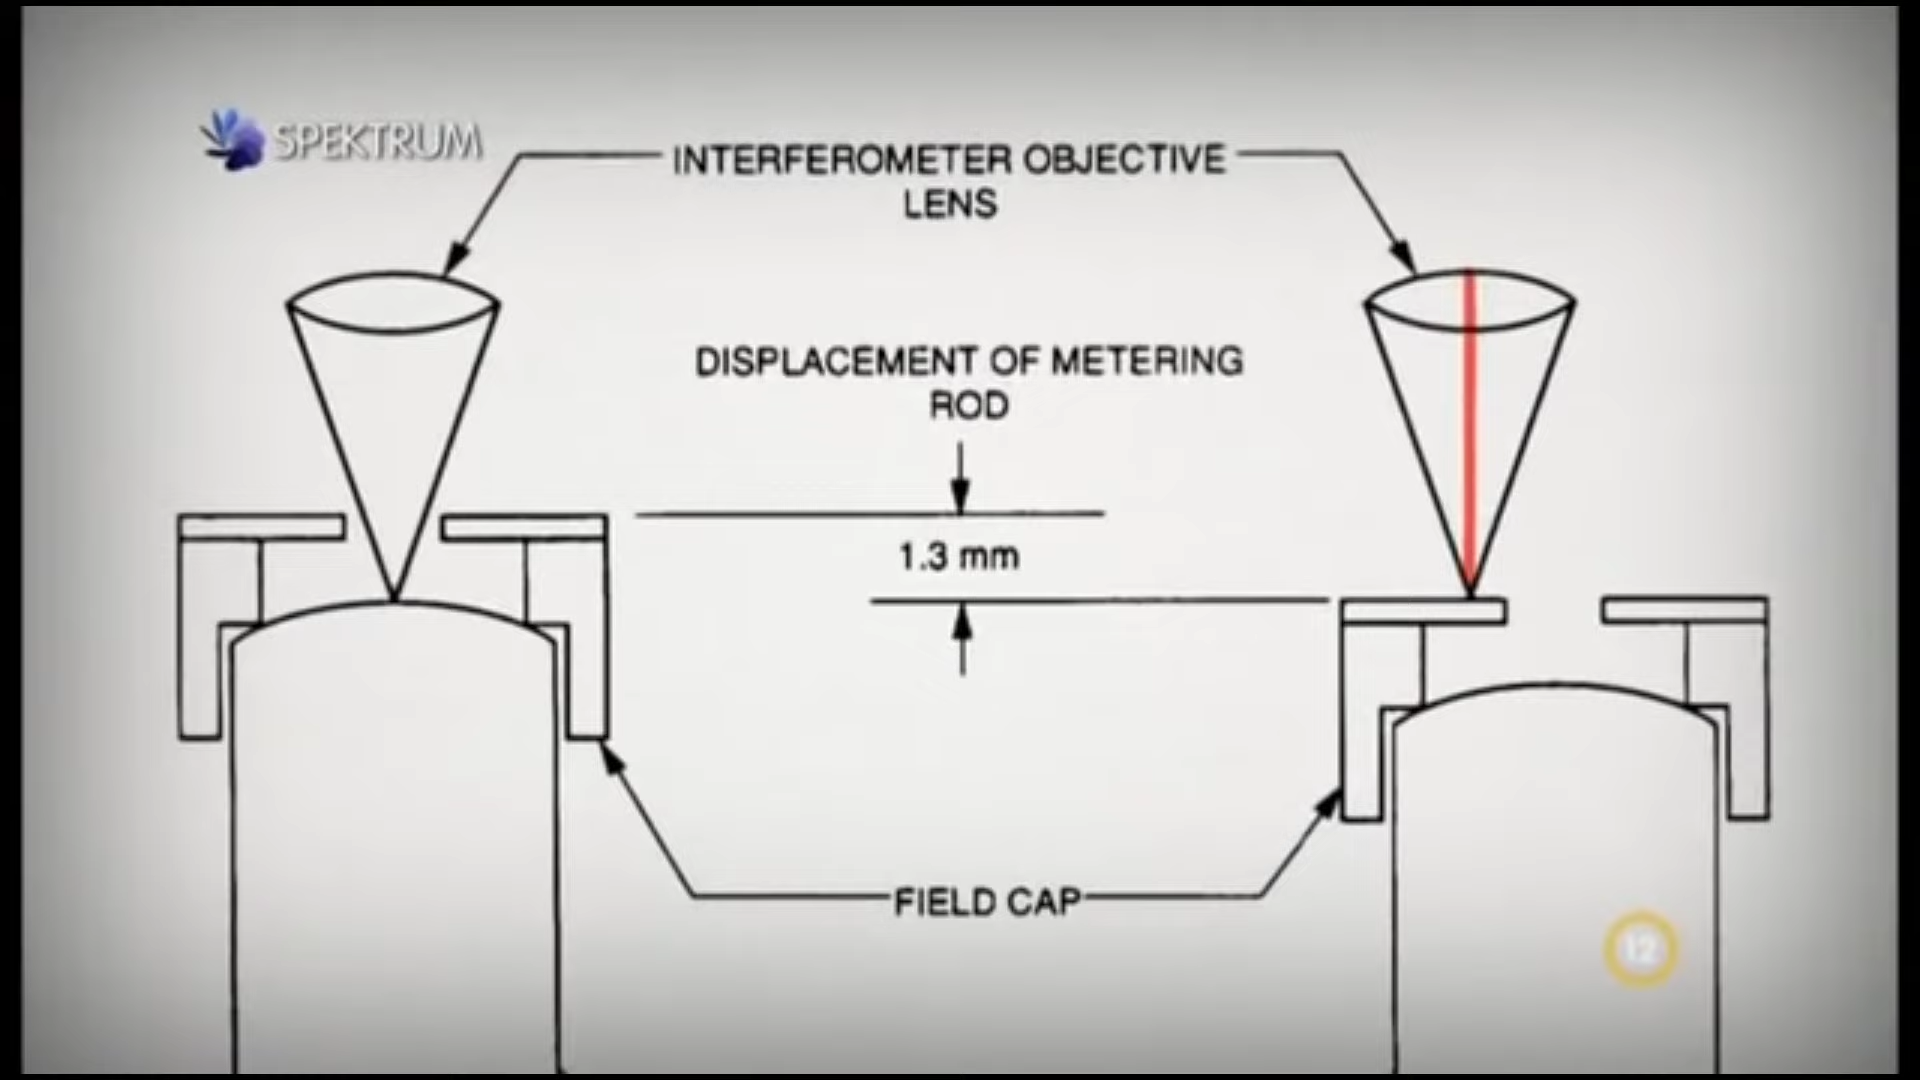 SPEKTRUM
INTERFEROMETER OBJECTIVE
LENS
DISPLACEMENT OF METERING
ROD
1.3 mm
FIELD CAP
12